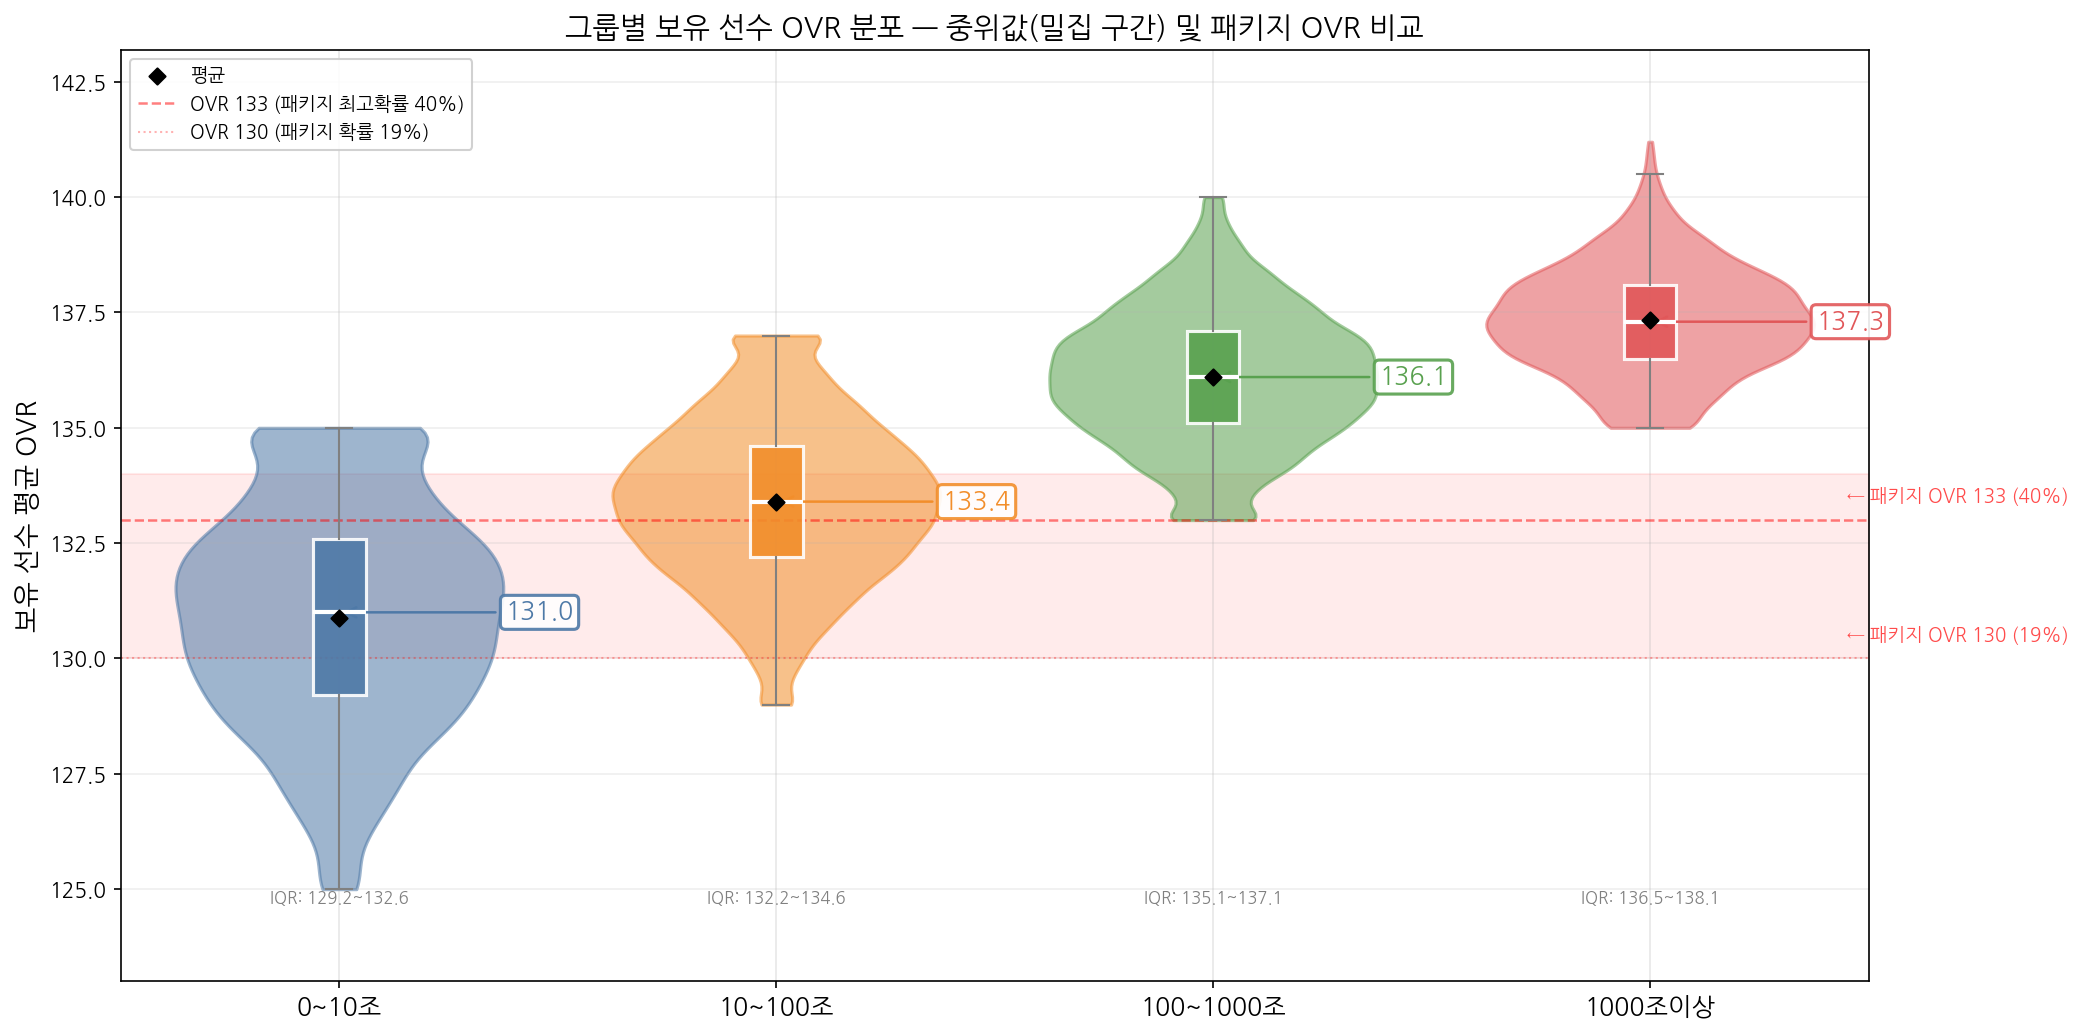 그룹별 보유 선수 OVR 분포 — 중위값(밀집 구간) 및 패키지 OVR 비교
평균
OVR 133 (패키지 최고확률 40%)
OVR 130 (패키지 확률 19%)
보유 선수 평균 OVR
142.5
140.0
137.5
135.0
132.5
130.0
127.5
125.0
131.0
133.4
136.1
137.3
←패키지 OVR 133 (40%)
←패키지 OVR 130 (19%)
IQR: 129.2~132.6
IQR: 132.2~134.6
IQR: 135.1~137.1
IQR: 136.5~138.1
0~10조
10~100조
100~1000조
1000조이상